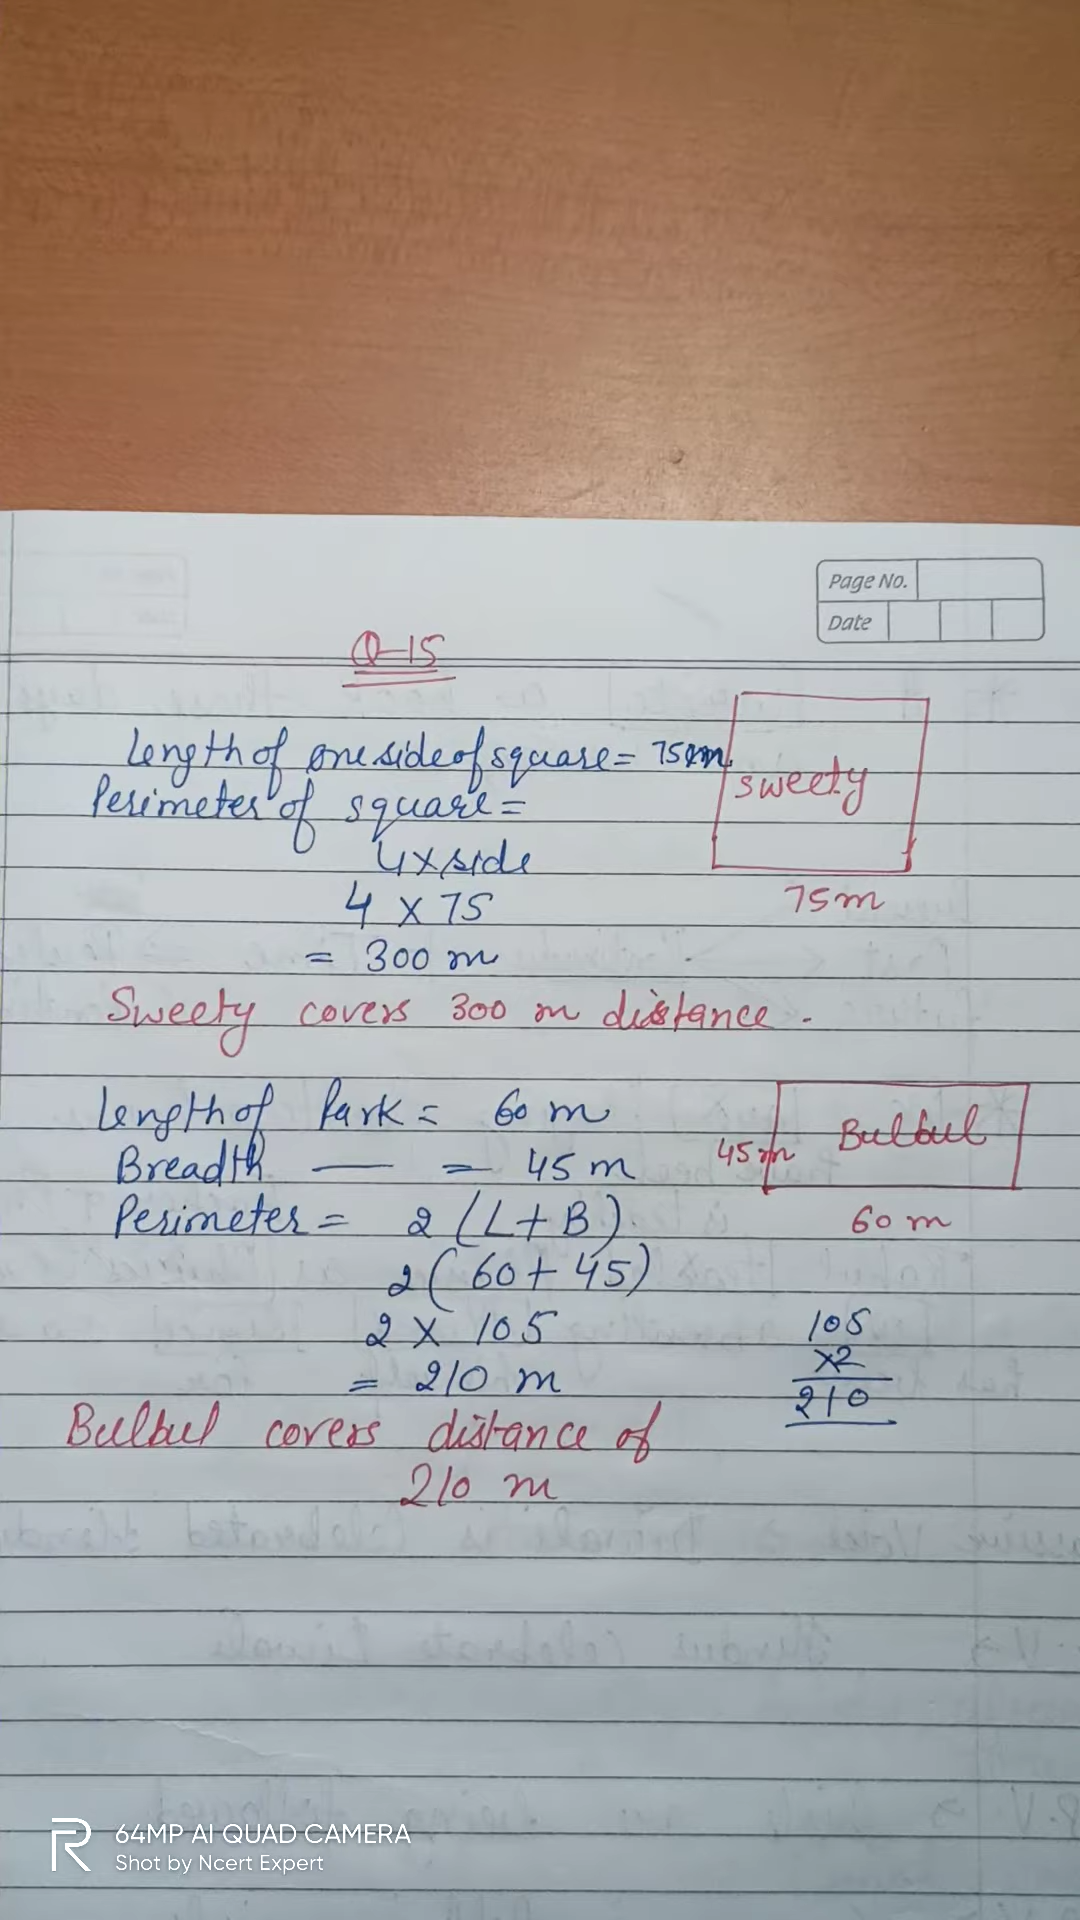 Page No.
Date
Q-15
Length of one side of square = 75m
sweety
Perimeter of square =
4 x side
75 m
4 x 75
= 300 m
Sweety covers 300 m distance.
Length of Park = 60 m
Bulbul
45 m
Breadth — = 45 m
Perimeter = 2 (L+B)
60 m
2 (60 + 45)
2 x 105
105
x2
210
= 210 m
Bulbul covers distance of
210 m
64MP AI QUAD CAMERA
Shot by Ncert Expert